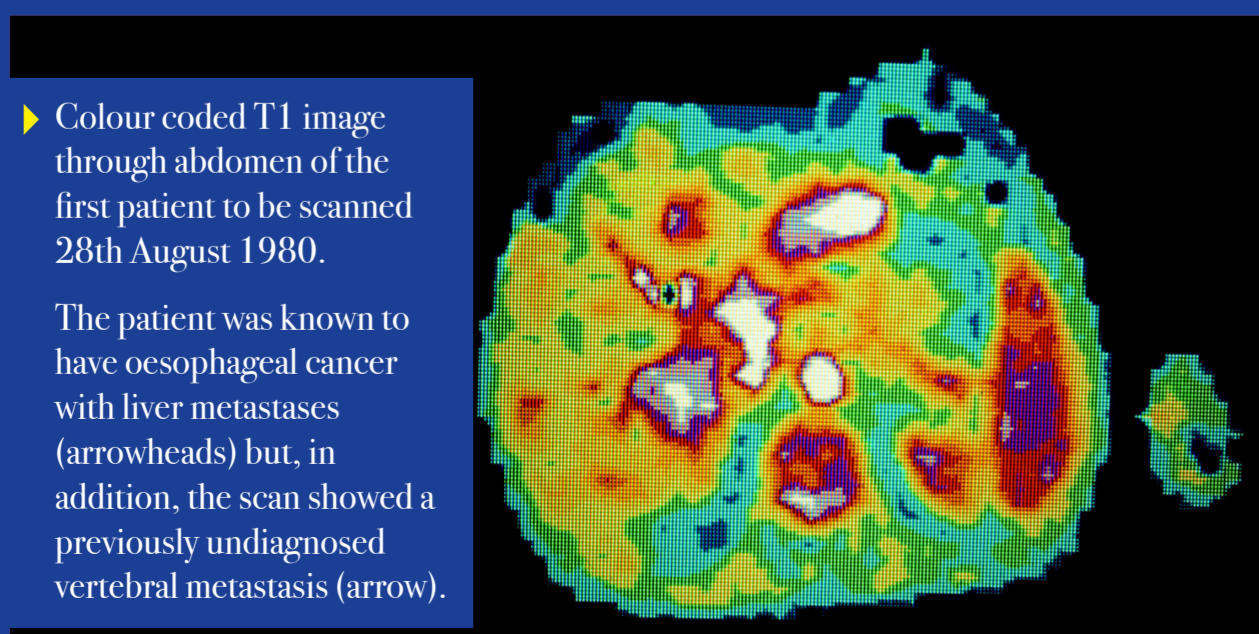 Colour coded T1 image
through abdomen of the
first patient to be scanned
28th August 1980.
The patient was known to
have oesophageal cancer
with liver metastases
(arrowheads) but, in
addition, the scan showed a
previously undiagnosed
vertebral metastasis (arrow).